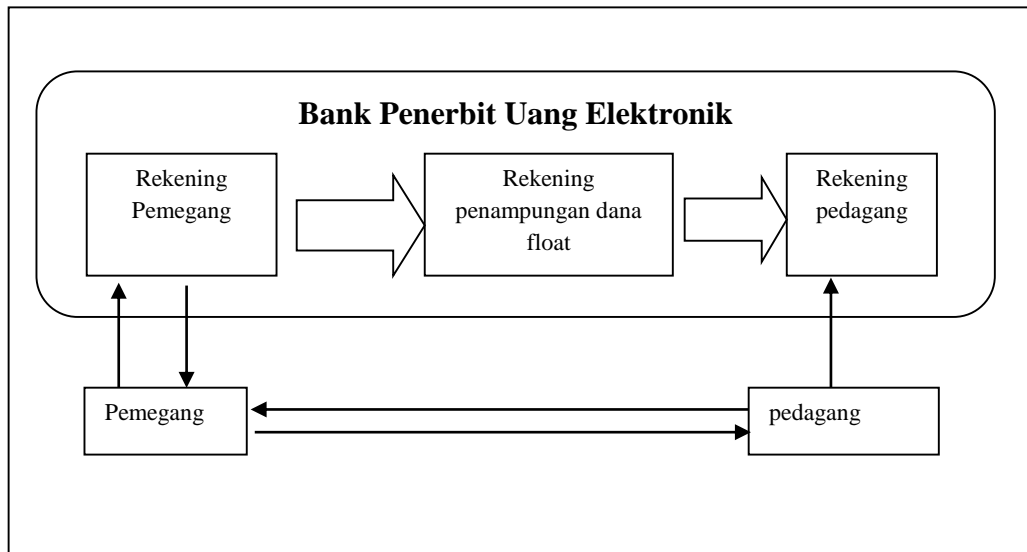 Bank Penerbit Uang Elektronik
Rekening
Pemegang
Rekening
penampungan dana
float
Rekening
pedagang
Pemegang
pedagang